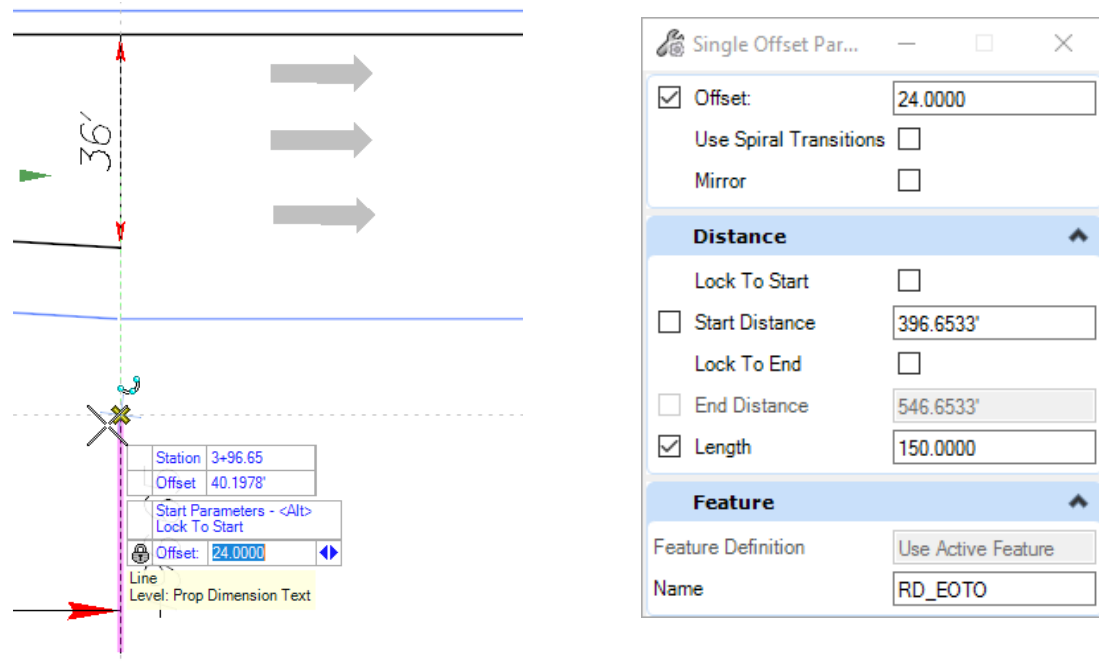 36'
Station 3+96.65
Offset 40.1978'
Start Parameters - <Alt>
Lock To Start
Offset: 24.0000
Line
Level: Prop Dimension Text
Single Offset Par...
Offset: 24.0000
Use Spiral Transitions
Mirror
Distance
Lock To Start
Start Distance 396.6533'
Lock To End
End Distance 546.6533'
Length 150.0000
Feature
Feature Definition Use Active Feature
Name RD_EOTO